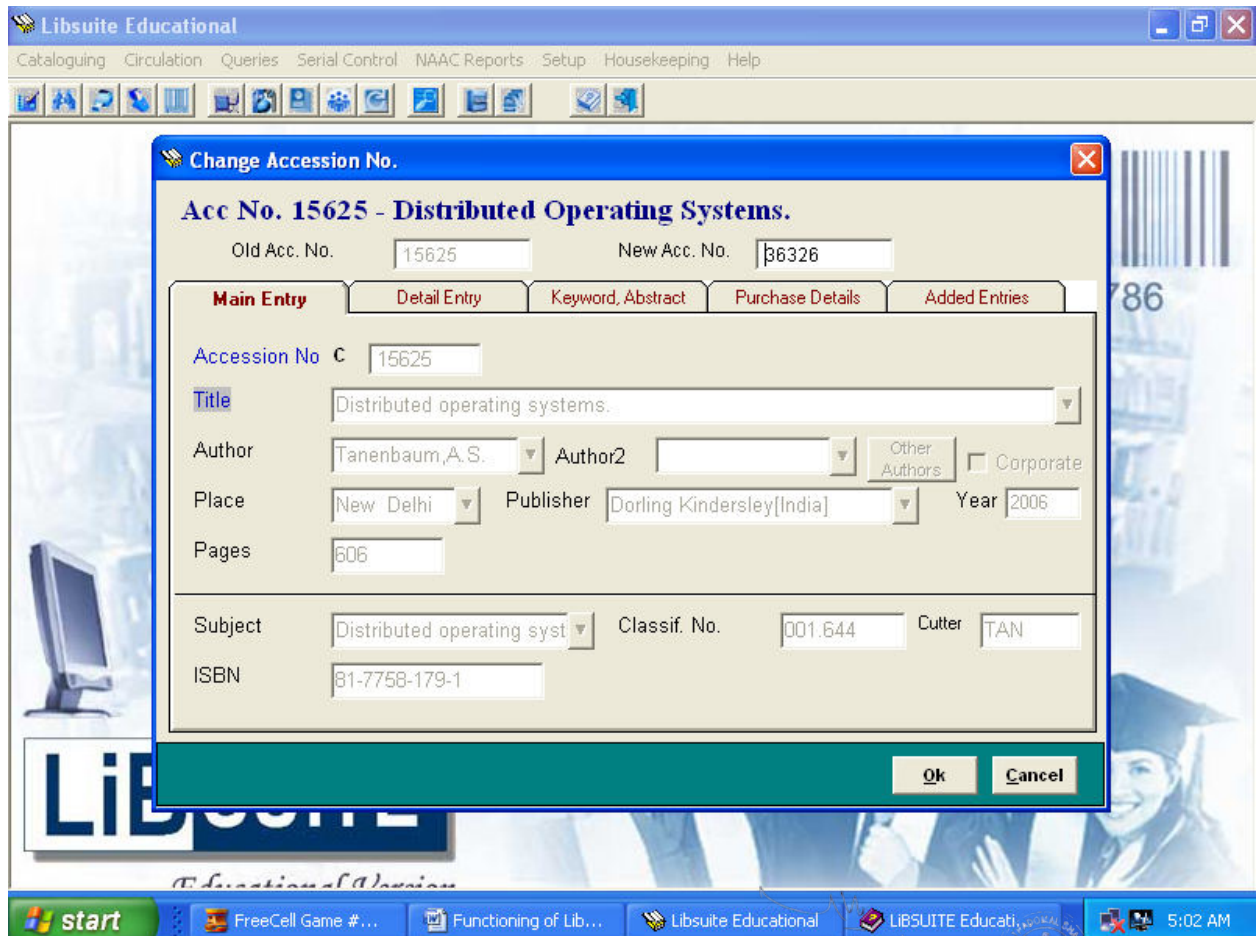 Libsuite Educational
Cataloguing Circulation Queries Serial Control NAAC Reports Setup Housekeeping Help
Change Accession No.
Acc No. 15625 - Distributed Operating Systems.
Old Acc. No. 15625 New Acc. No. 36326
786
Main Entry Detail Entry Keyword, Abstract Purchase Details Added Entries
Accession No C 15625
Title Distributed operating systems.
Author Tanenbaum,A.S. Author2 Other Authors Corporate
Place New Delhi Publisher Dorling Kindersley[India] Year 2006
Pages 606
Subject Distributed operating syst Classif. No. 001.644 Cutter TAN
ISBN 81-7758-179-1
Ok Cancel
LiBSUITE
Educational Version
start FreeCell Game #... Functioning of Lib... Libsuite Educational LiBSUITE Educati... 5:02 AM